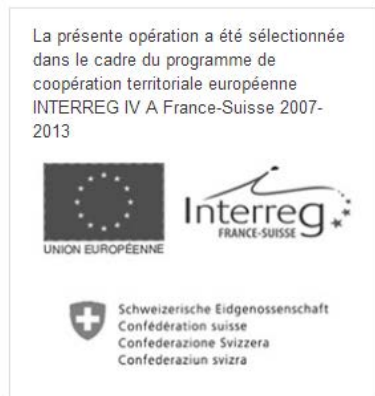 La présente opération a été sélectionnée
dans le cadre du programme de
coopération territoriale européenne
INTERREG IV A France-Suisse 2007-
2013
UNION EUROPÉENNE
Interreg
FRANCE-SUISSE
Schweizerische Eidgenossenschaft
Confédération suisse
Confederazione Svizzera
Confederaziun svizra